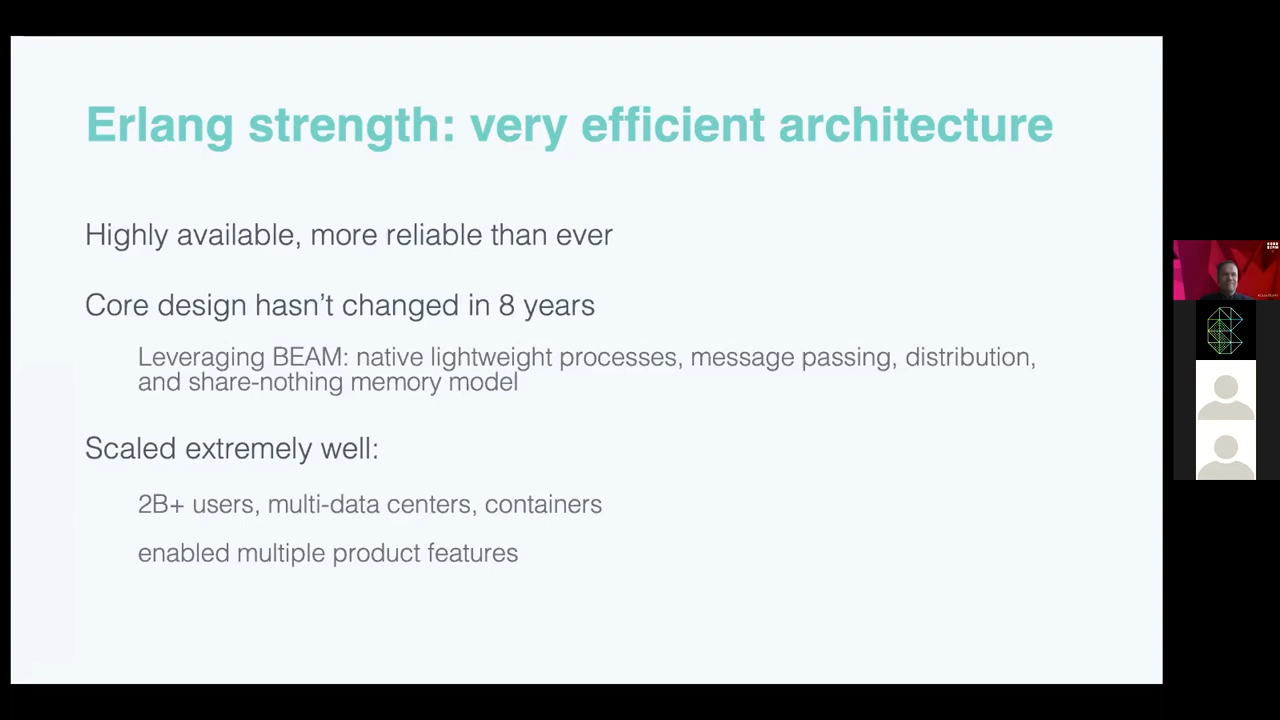 Erlang strength: very efficient architecture
Highly available, more reliable than ever
Core design hasn't changed in 8 years
Leveraging BEAM: native lightweight processes, message passing, distribution,
and share-nothing memory model
Scaled extremely well:
2B+ users, multi-data centers, containers
enabled multiple product features